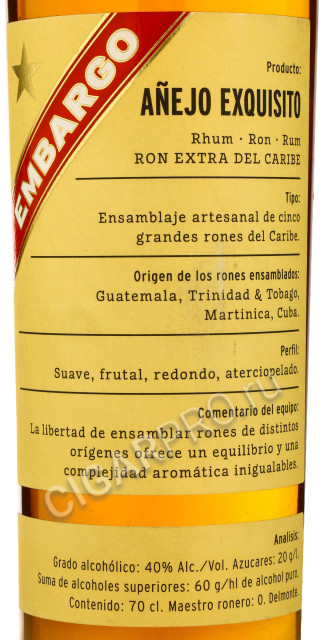 EMBARGO
Producto:
AÑEJO EXQUISITO
Rhum · Ron · Rum
RON EXTRA DEL CARIBE
Tipo:
Ensamblaje artesanal de cinco
grandes rones del Caribe.
Origen de los rones ensamblados:
Guatemala, Trinidad & Tobago,
Martinica, Cuba.
Perfil:
Suave, frutal, redondo, aterciopelado.
Comentario del equipo:
La libertad de ensamblar rones de distintos
orígenes ofrece un equilibrio y una
complejidad aromática inigualables.
CIGARPRO.ru
Analísis:
Grado alcohólico: 40% Alc./Vol. Azucares: 20 g/l.
Suma de alcoholes superiores: 60 g/hl de alcohol puro.
Contenido: 70 cl. Maestro ronero: O. Delmonte.